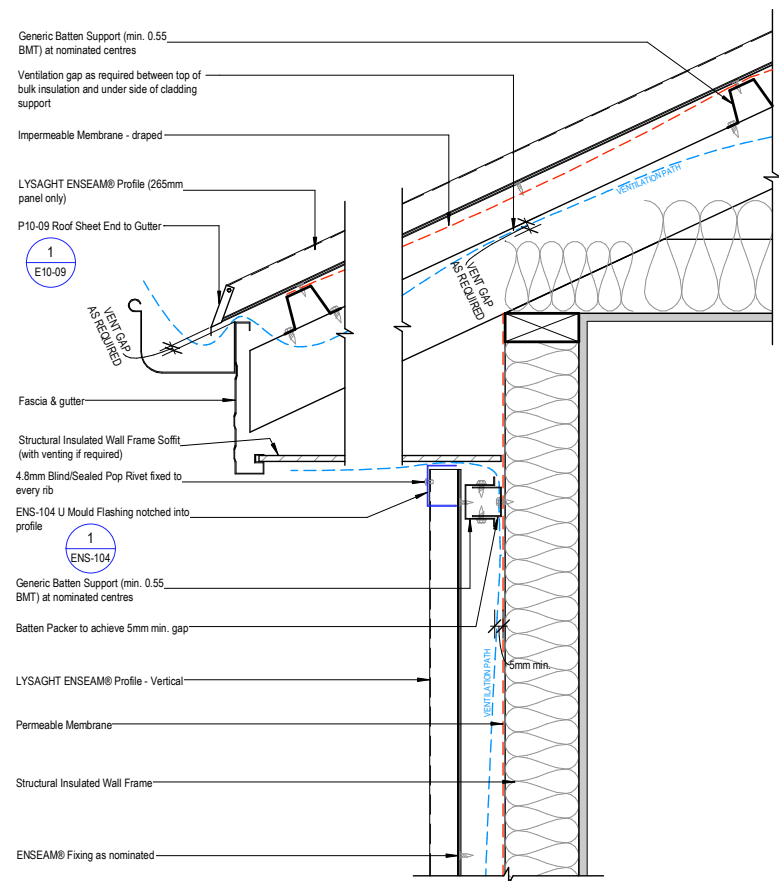 Generic Batten Support (min. 0.55
BMT) at nominated centres
Ventilation gap as required between top of
bulk insulation and under side of cladding
support
Impermeable Membrane - draped
LYSAGHT ENSEAM® Profile (265mm
panel only)
P10-09 Roof Sheet End to Gutter
1
E10-09
VENT GAP
AS REQUIRED
VENT GAP
AS REQUIRED
VENTILATION PATH
Fascia & gutter
Structural Insulated Wall Frame Soffit
(with venting if required)
4.8mm Blind/Sealed Pop Rivet fixed to
every rib
ENS-104 U Mould Flashing notched into
profile
1
ENS-104
Generic Batten Support (min. 0.55
BMT) at nominated centres
Batten Packer to achieve 5mm min. gap
5mm min.
VENTILATION PATH
LYSAGHT ENSEAM® Profile - Vertical
Permeable Membrane
Structural Insulated Wall Frame
ENSEAM® Fixing as nominated